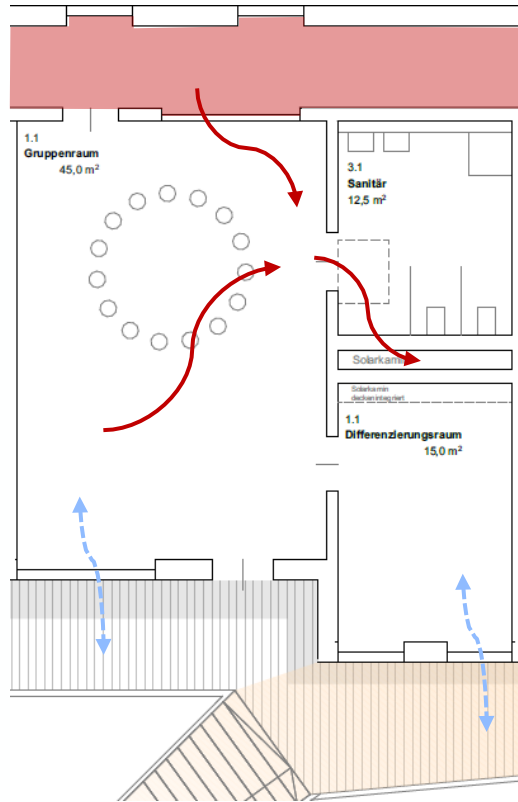 1.1
Gruppenraum
45,0 m²
3.1
Sanitär
12,5 m²
Solarkamin
Solarkamin
deckenintegriert
1.1
Differenzierungsraum
15,0 m²